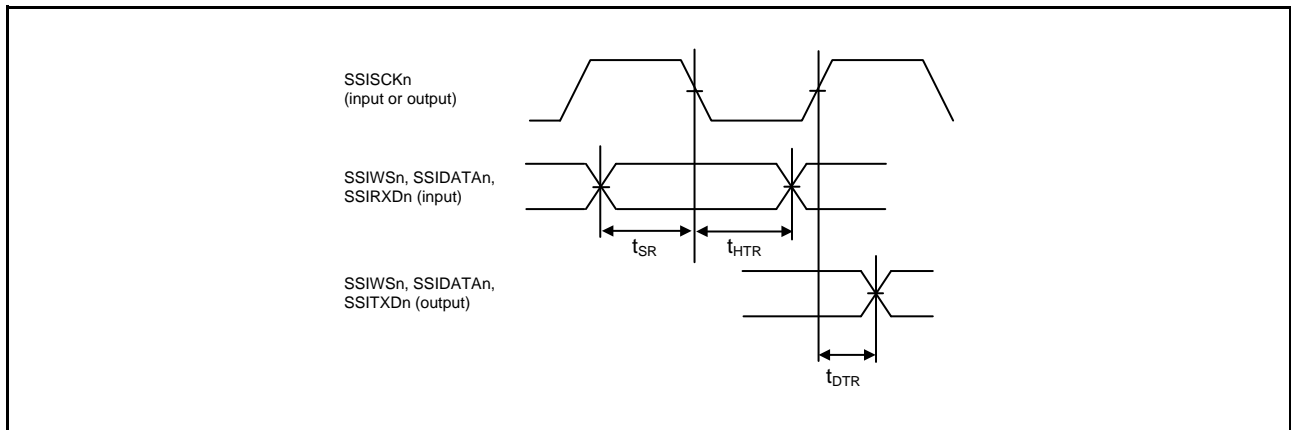 SSISCKn
(input or output)
SSIWSn, SSIDATAn,
SSIRXDn (input)
tSR
tHTR
SSIWSn, SSIDATAn,
SSITXDn (output)
tDTR